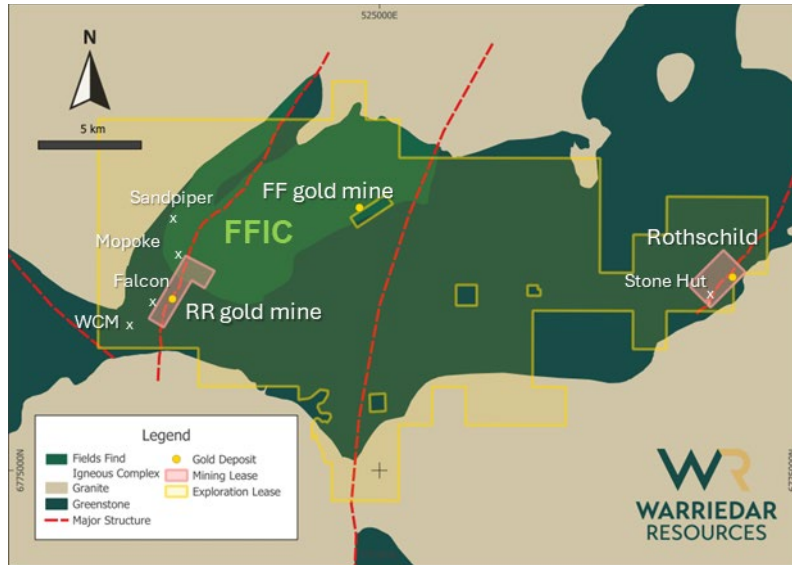 525000E
N
5 km
Sandpiper
FF gold mine
FFIC
Mopoke
Rothschild
Falcon
Stone Hut
WCM
RR gold mine
Legend
Fields Find
Igneous Complex
Granite
Greenstone
Major Structure
Gold Deposit
Mining Lease
Exploration Lease
6775000N
WR
WARRIEDAR
RESOURCES